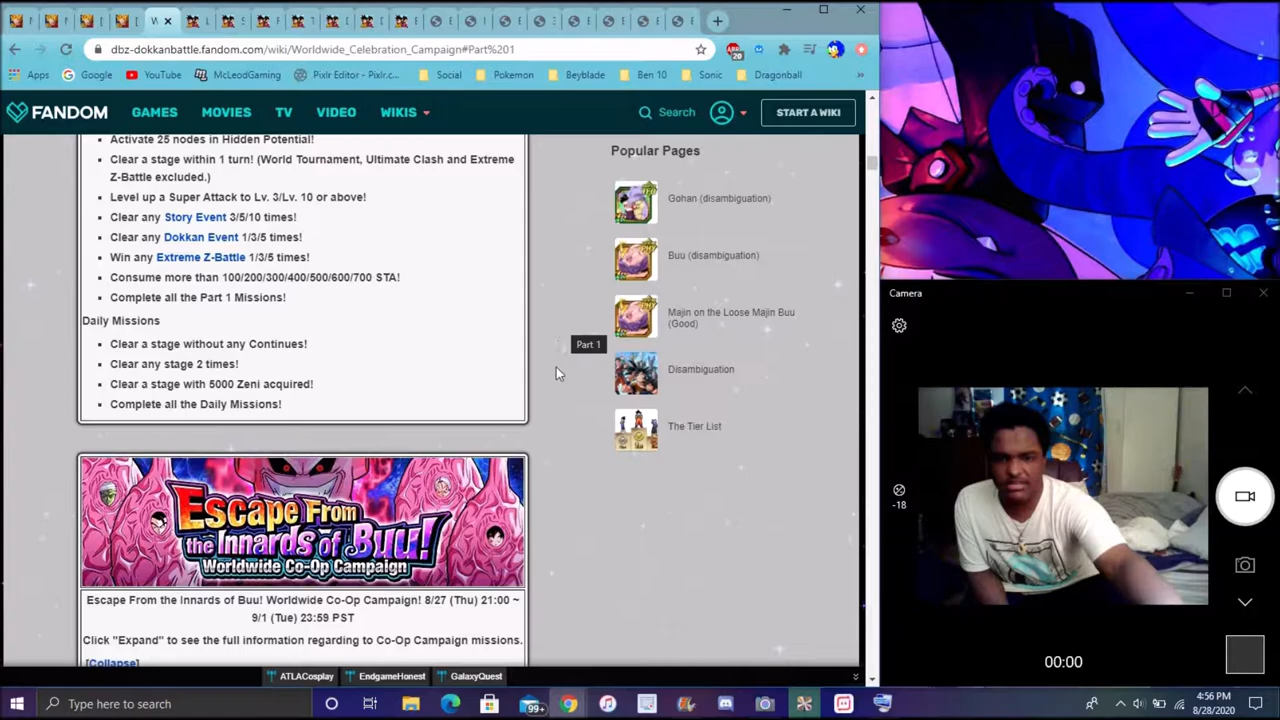 dbz-dokkanbattle.fandom.com/wiki/Worldwide_Celebration_Campaign#Part%201
Apps Google YouTube McLeodGaming Pixlr Editor - Pixlr.c... Social Pokemon Beyblade Ben 10 Sonic Dragonball »
FANDOM GAMES MOVIES TV VIDEO WIKIS Search START A WIKI
Activate 25 nodes in Hidden Potential!
Clear a stage within 1 turn! (World Tournament, Ultimate Clash and Extreme
Z-Battle excluded.)
Level up a Super Attack to Lv. 3/Lv. 10 or above!
Clear any Story Event 3/5/10 times!
Clear any Dokkan Event 1/3/5 times!
Win any Extreme Z-Battle 1/3/5 times!
Consume more than 100/200/300/400/500/600/700 STA!
Complete all the Part 1 Missions!
Daily Missions
Clear a stage without any Continues!
Clear any stage 2 times!
Clear a stage with 5000 Zeni acquired!
Complete all the Daily Missions!
Escape From
the Innards of Buu!
Worldwide Co-Op Campaign
Escape From the Innards of Buu! Worldwide Co-Op Campaign! 8/27 (Thu) 21:00 ~
9/1 (Tue) 23:59 PST
Click "Expand" to see the full information regarding to Co-Op Campaign missions.
[Collapse]
Popular Pages
Gohan (disambiguation)
Buu (disambiguation)
Majin on the Loose Majin Buu
(Good)
Part 1
Disambiguation
The Tier List
ATLACosplay EndgameHonest GalaxyQuest
Camera
-18
00:00
Type here to search
99+
4:56 PM
8/28/2020